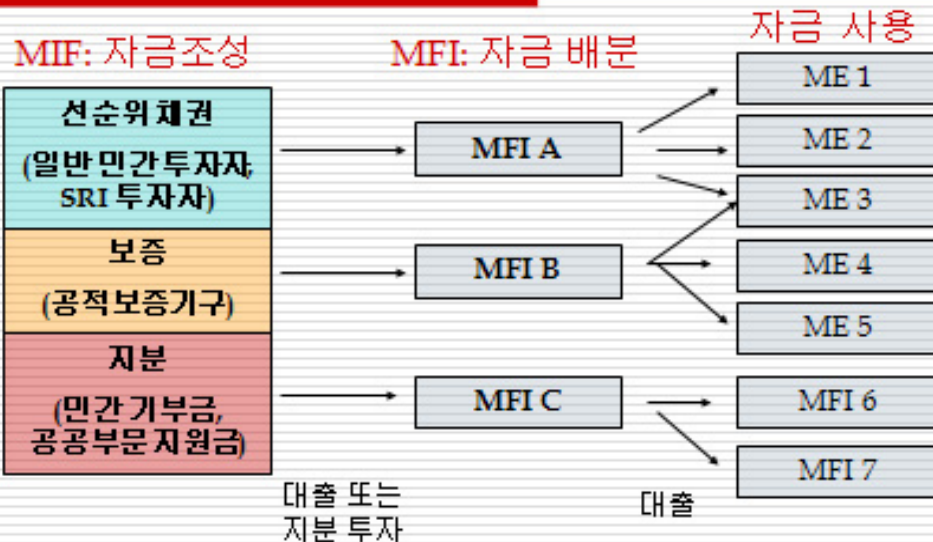 MIF: 자금조성
MFI: 자금 배분
자금 사용
선순위채권
(일반민간투자자,
SRI 투자자)
보증
(공적보증기구)
지분
(민간기부금,
공공부문지원금)
MFI A
MFI B
MFI C
ME 1
ME 2
ME 3
ME 4
ME 5
MFI 6
MFI 7
대출 또는
지분 투자
대출